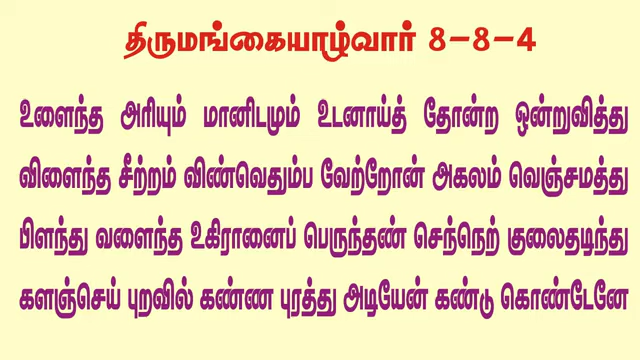 திருமங்கையாழ்வார் 8-8-4
உளைந்த அரியும் மானிடமும் உடனாய்த் தோன்ற ஒன்றுவித்து
விளைந்த சீற்றம் விண்வெதும்ப வேற்றோன் அகலம் வெஞ்சமத்து
பிளந்து வளைந்த உகிரானைப் பெருந்தண் செந்நெற் குலைதடிந்து
களஞ்செய் புறவில் கண்ண புரத்து அடியேன் கண்டு கொண்டேனே